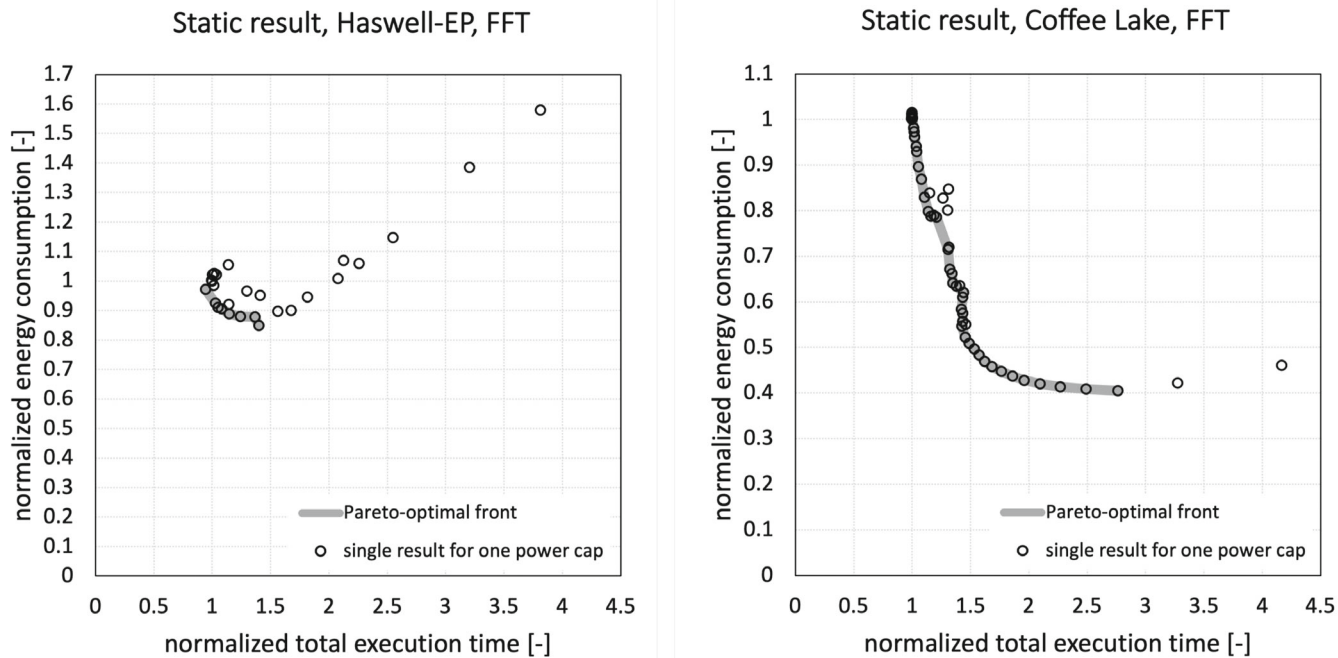 Static result, Haswell-EP, FFT
normalized energy consumption [-]
1.7
1.6
1.5
1.4
1.3
1.2
1.1
1
0.9
0.8
0.7
0.6
0.5
0.4
0.3
0.2
0.1
0
Pareto-optimal front
single result for one power cap
0 0.5 1 1.5 2 2.5 3 3.5 4 4.5
normalized total execution time [-]
Static result, Coffee Lake, FFT
normalized energy consumption [-]
1.1
1
0.9
0.8
0.7
0.6
0.5
0.4
0.3
0.2
0.1
0
Pareto-optimal front
single result for one power cap
0 0.5 1 1.5 2 2.5 3 3.5 4 4.5
normalized total execution time [-]